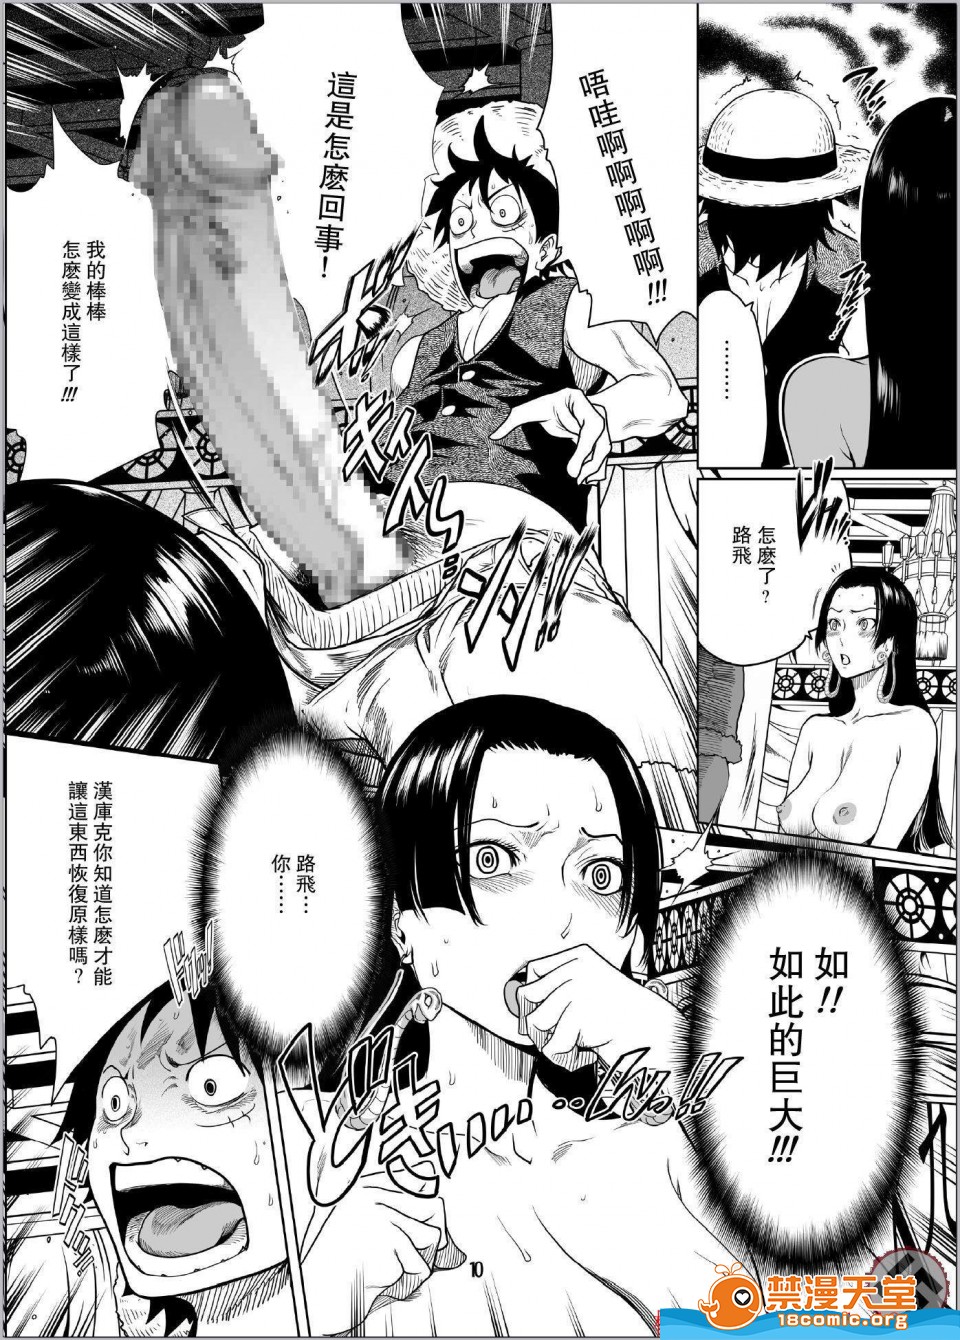 ………
怎麼了？
路飛
唔哇啊啊啊啊啊!!!
這是怎麼回事！
我的棒棒
怎麼變成這樣了!!!
如!!
如此的巨大!!!
路飛…
你……
漢庫克你知道怎麼才能
讓這東西恢復原樣嗎？
10
禁漫天堂
18comic.org